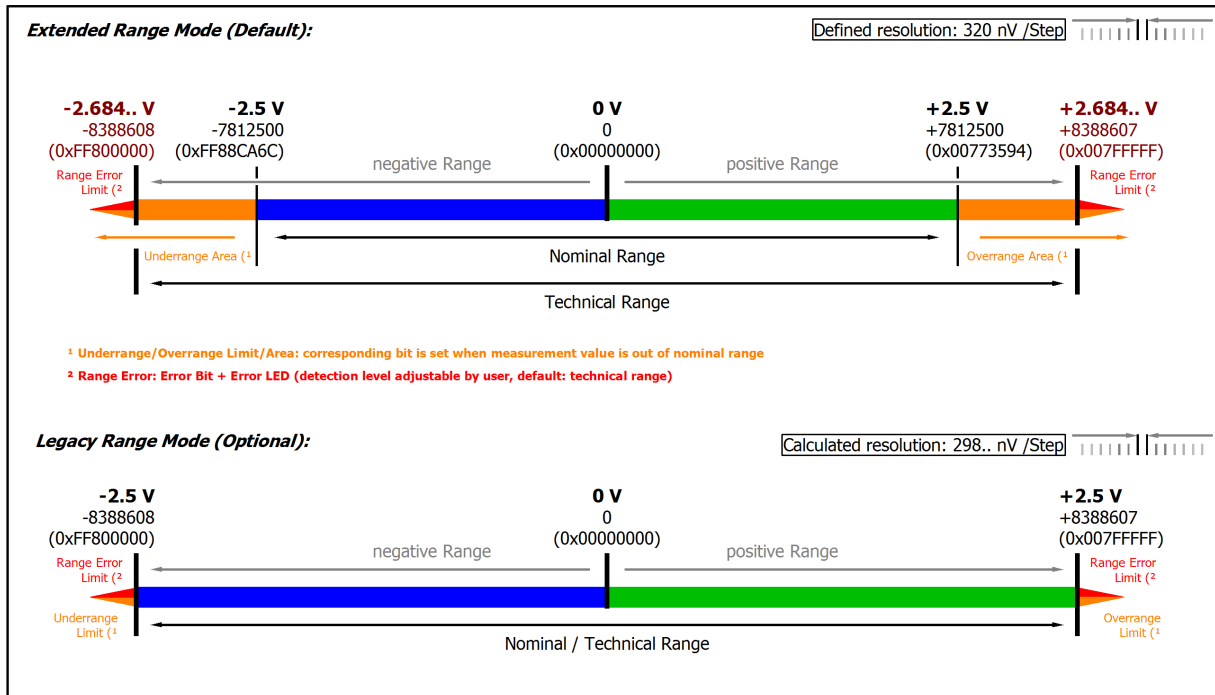 Extended Range Mode (Default):
Defined resolution: 320 nV /Step
-2.684.. V
-8388608
(0xFF800000)
-2.5 V
-7812500
(0xFF88CA6C)
0 V
0
(0x00000000)
+2.5 V
+7812500
(0x00773594)
+2.684.. V
+8388607
(0x007FFFFF)
negative Range
positive Range
Range Error
Limit (²
Range Error
Limit (²
Underrange Area (¹
Nominal Range
Overrange Area (¹
Technical Range
¹ Underrange/Overrange Limit/Area: corresponding bit is set when measurement value is out of nominal range
² Range Error: Error Bit + Error LED (detection level adjustable by user, default: technical range)
Legacy Range Mode (Optional):
Calculated resolution: 298.. nV /Step
-2.5 V
-8388608
(0xFF800000)
0 V
0
(0x00000000)
+2.5 V
+8388607
(0x007FFFFF)
negative Range
positive Range
Range Error
Limit (²
Range Error
Limit (²
Underrange
Limit (¹
Overrange
Limit (¹
Nominal / Technical Range